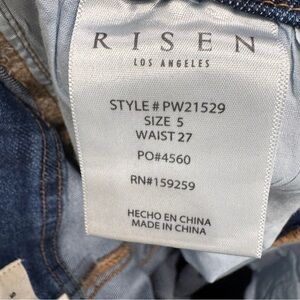 RISEN
LOS ANGELES
STYLE # PW21529
SIZE 5
WAIST 27
PO#4560
RN#159259
HECHO EN CHINA
MADE IN CHINA